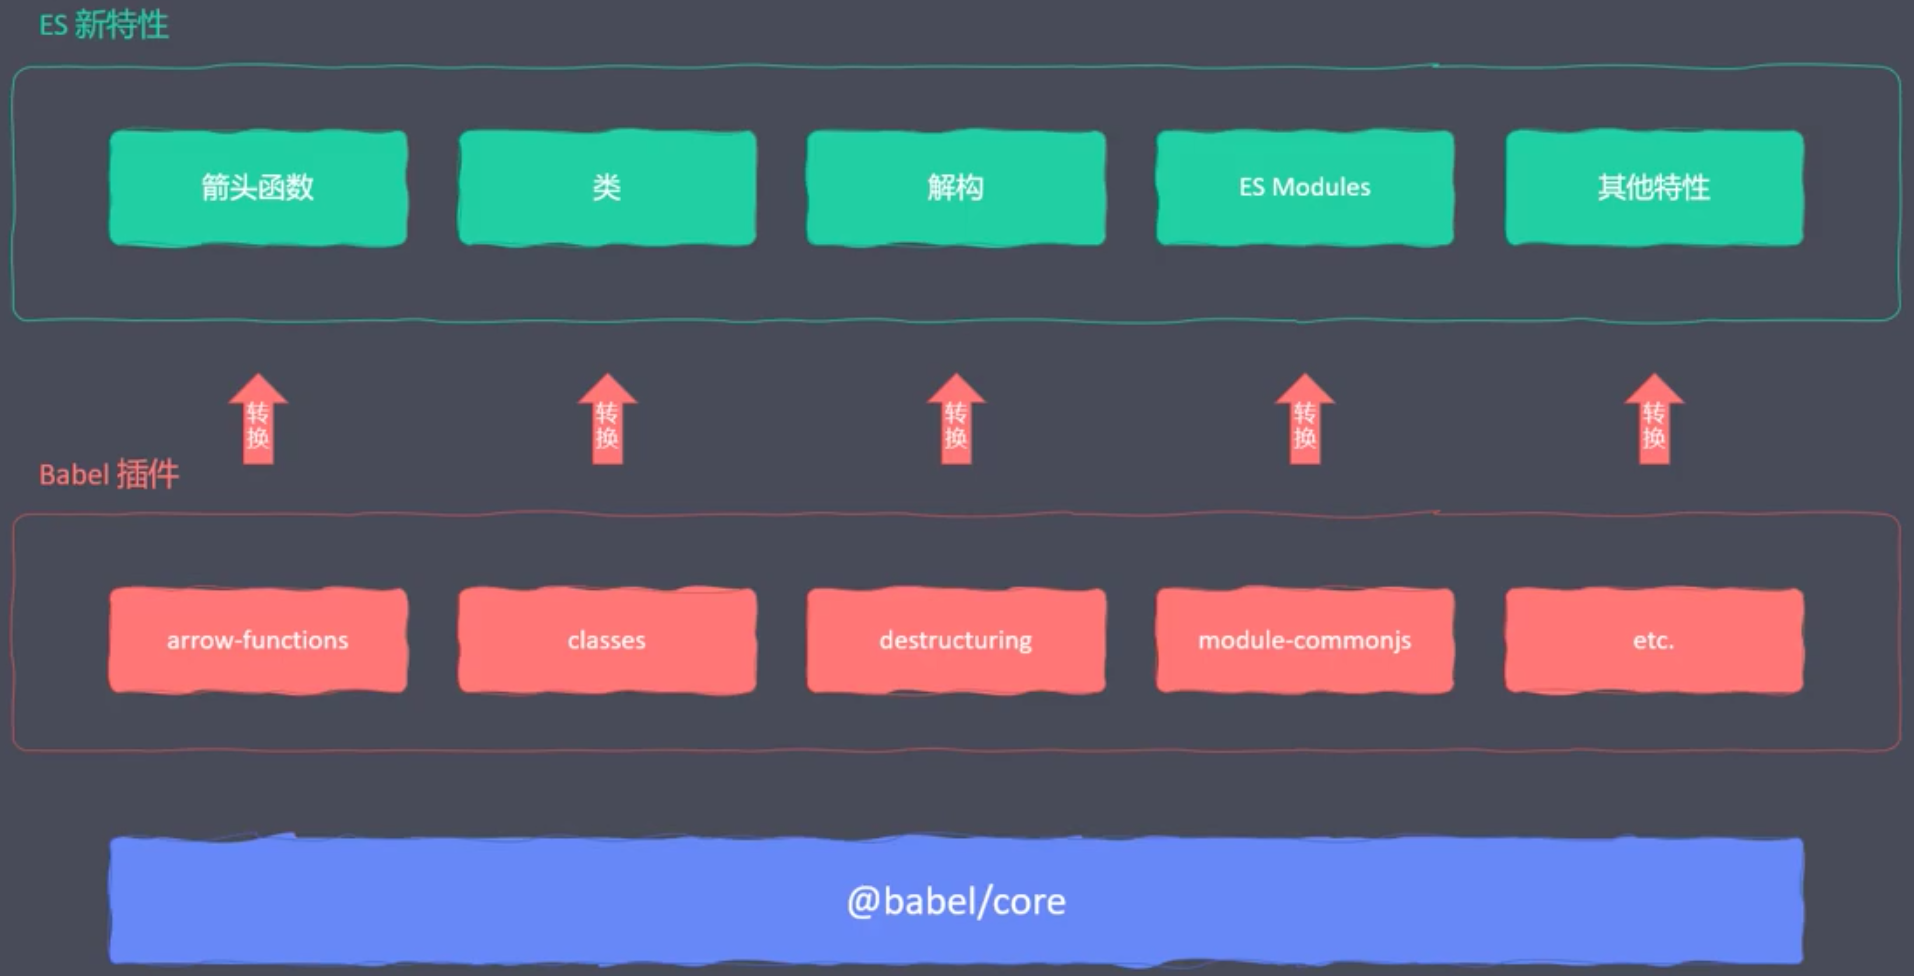 ES 新特性
箭头函数
类
解构
ES Modules
其他特性
转
换
转
换
转
换
转
换
转
换
Babel 插件
arrow-functions
classes
destructuring
module-commonjs
etc.
@babel/core